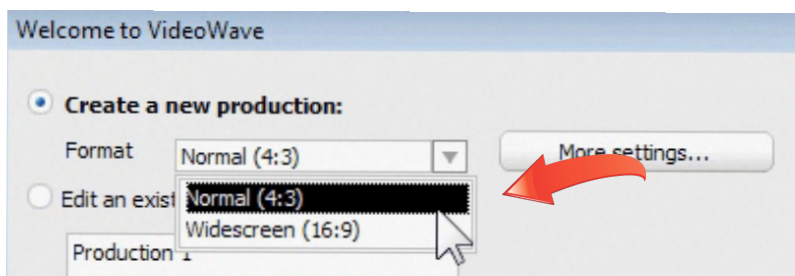 Welcome to VideoWave
Create a new production:
Format
Normal (4:3)
More settings...
Edit an exist
Normal (4:3)
Widescreen (16:9)
Production 1